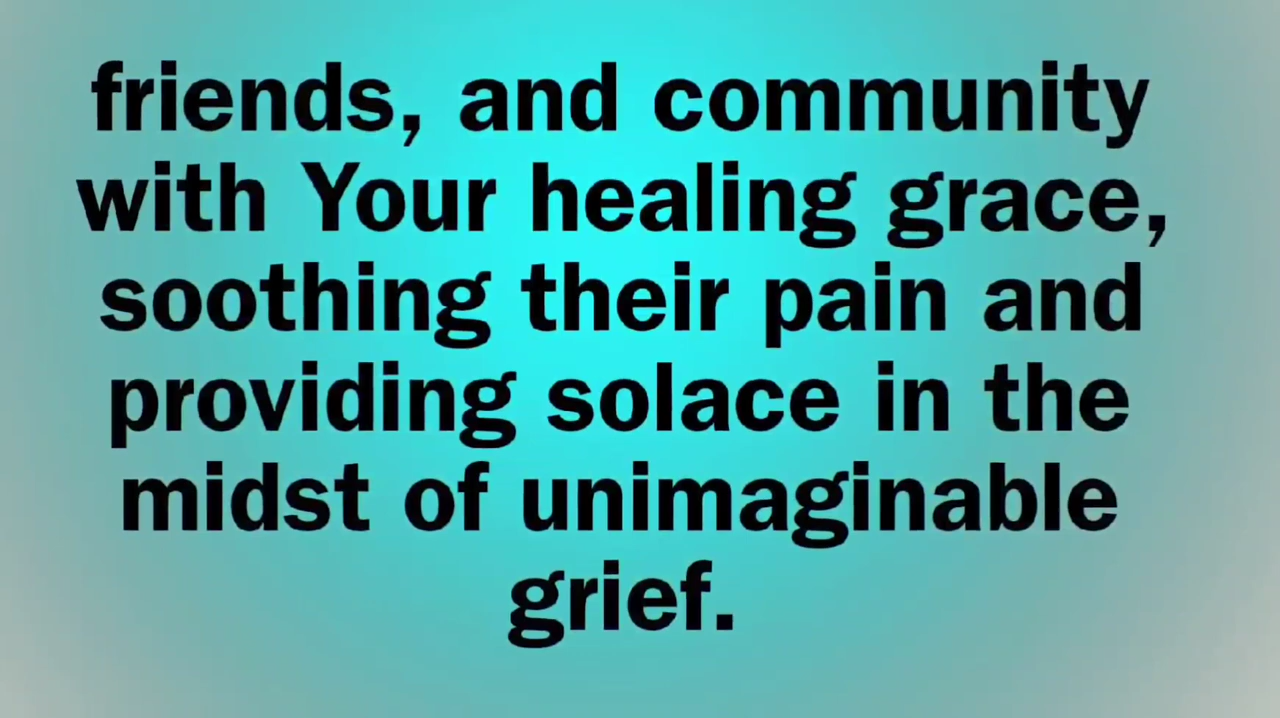 friends, and community
with Your healing grace,
soothing their pain and
providing solace in the
midst of unimaginable
grief.